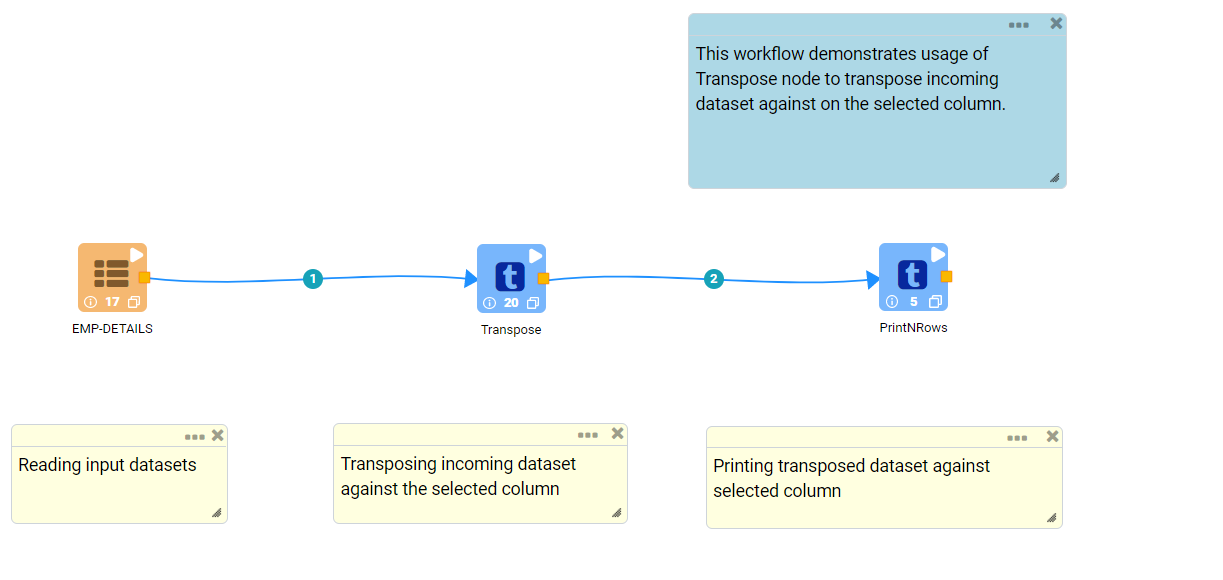 This workflow demonstrates usage of
Transpose node to transpose incoming
dataset against on the selected column.
1
2
t
t
17
20
5
EMP-DETAILS
Transpose
PrintNRows
Reading input datasets
Transposing incoming dataset
against the selected column
Printing transposed dataset against
selected column